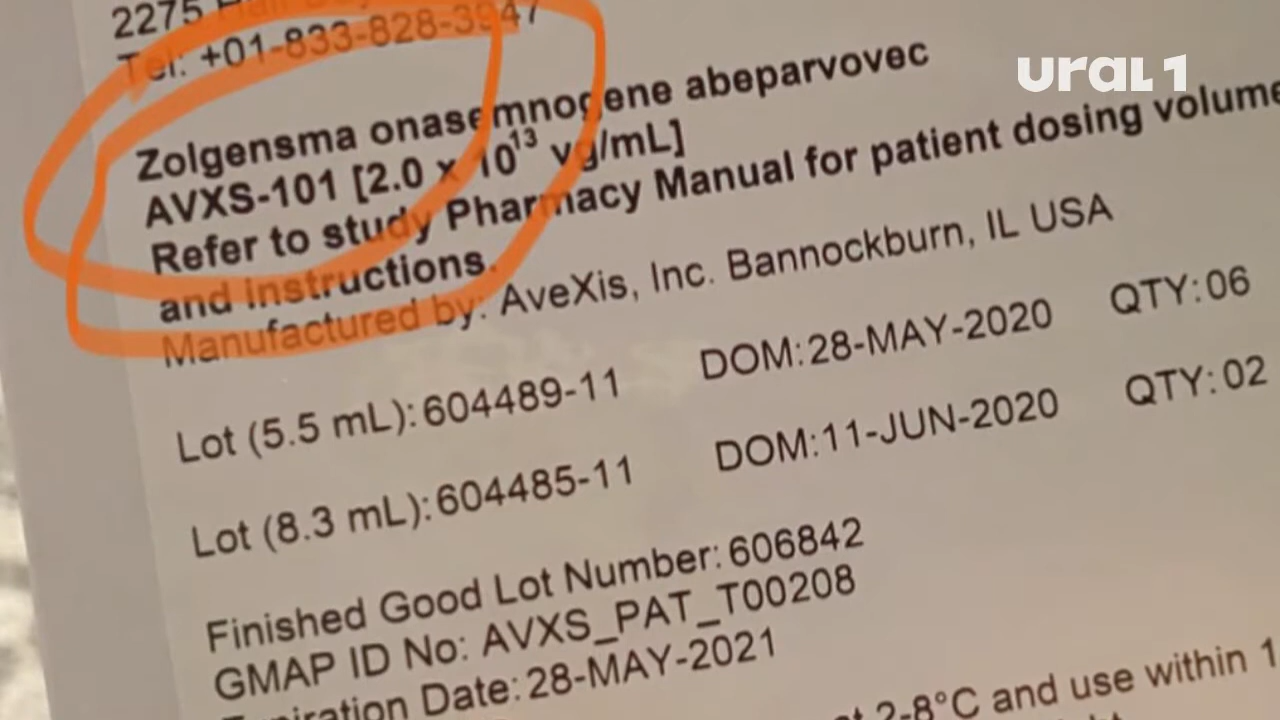 ural 1
2275
Tel: +01-833-828-3947
Zolgensma onasemnogene abeparvovec
AVXS-101 [2.0 x 10¹³ vg/mL]
Refer to study Pharmacy Manual for patient dosing volume
and instructions.
Manufactured by: AveXis, Inc. Bannockburn, IL USA
Lot (5.5 mL): 604489-11 DOM: 28-MAY-2020 QTY: 06
Lot (8.3 mL): 604485-11 DOM: 11-JUN-2020 QTY: 02
Finished Good Lot Number: 606842
GMAP ID No: AVXS_PAT_T00208
Expiration Date: 28-MAY-2021
2-8°C and use within 1